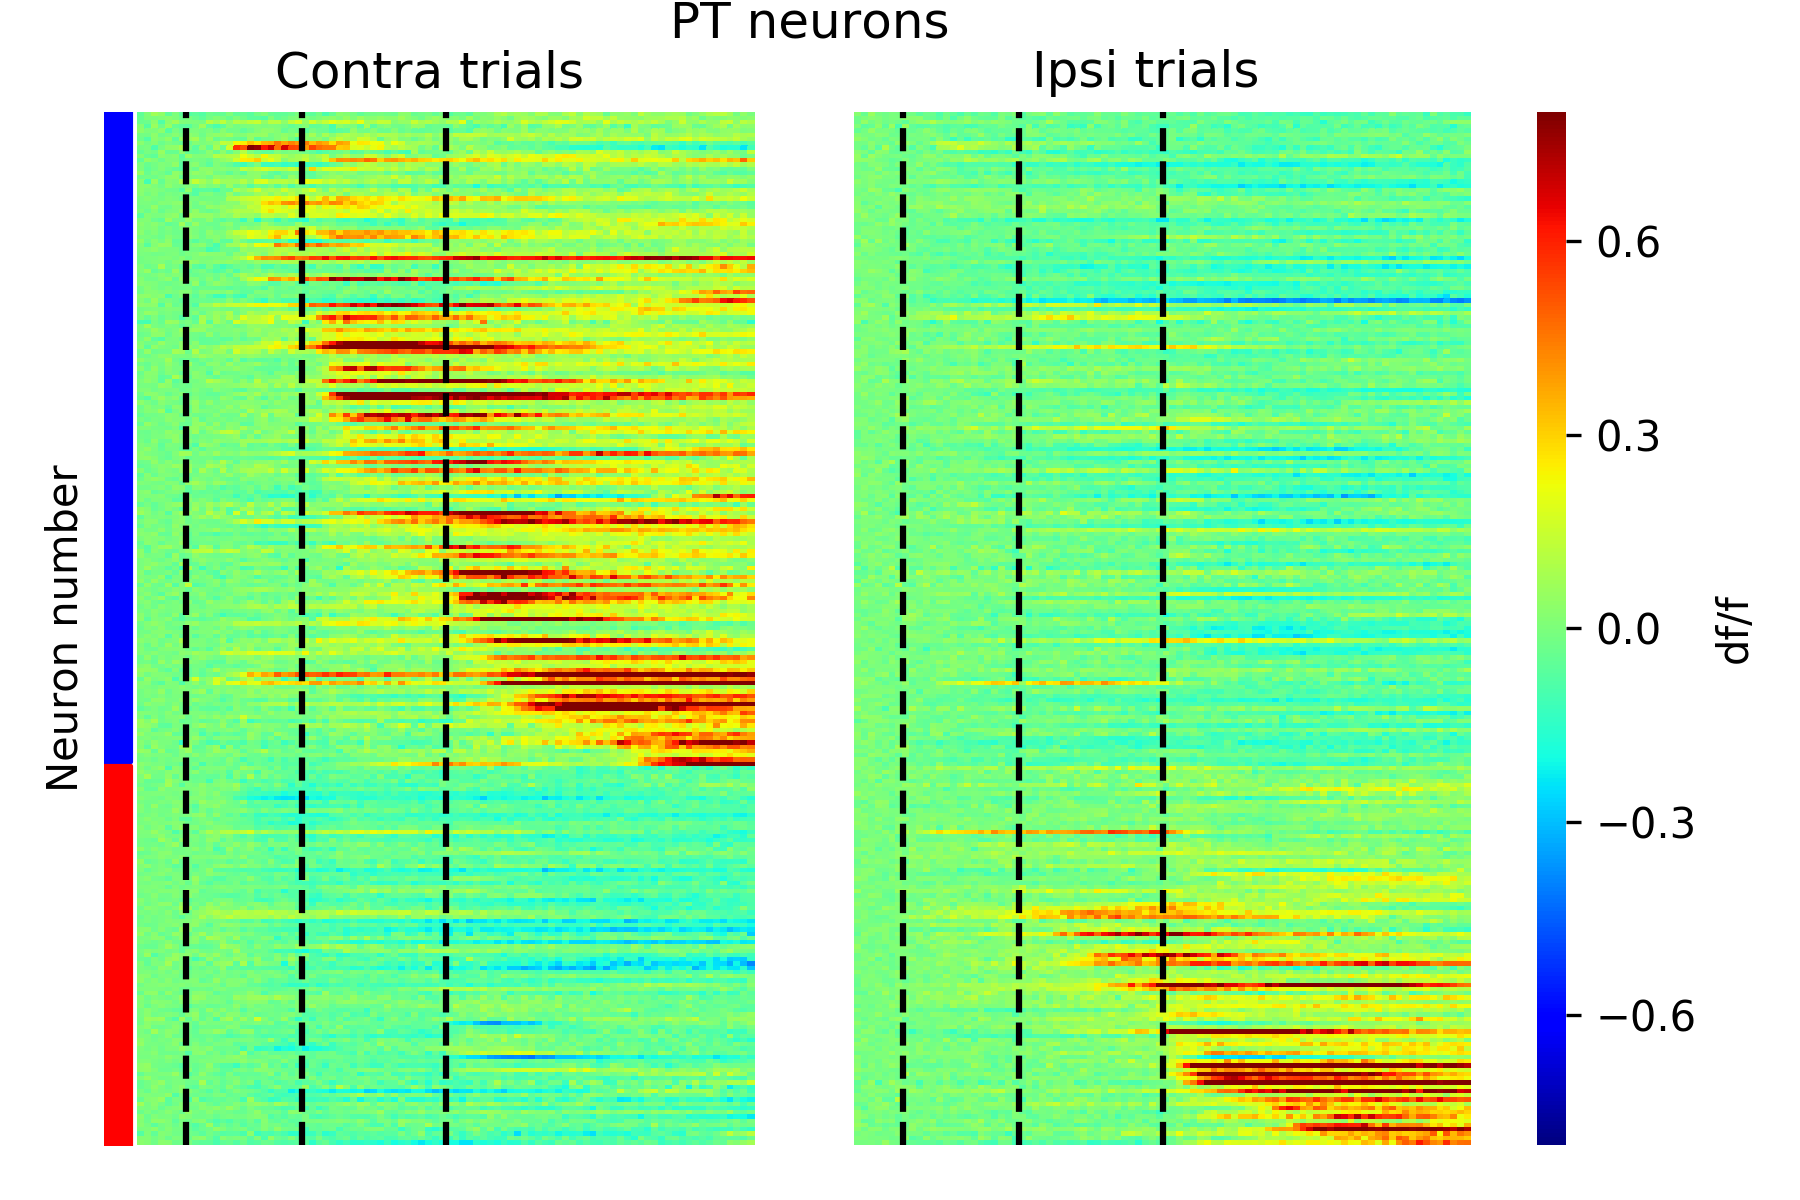 PT neurons
Contra trials
Ipsi trials
Neuron number
0.6
0.3
0.0
−0.3
−0.6
df/f